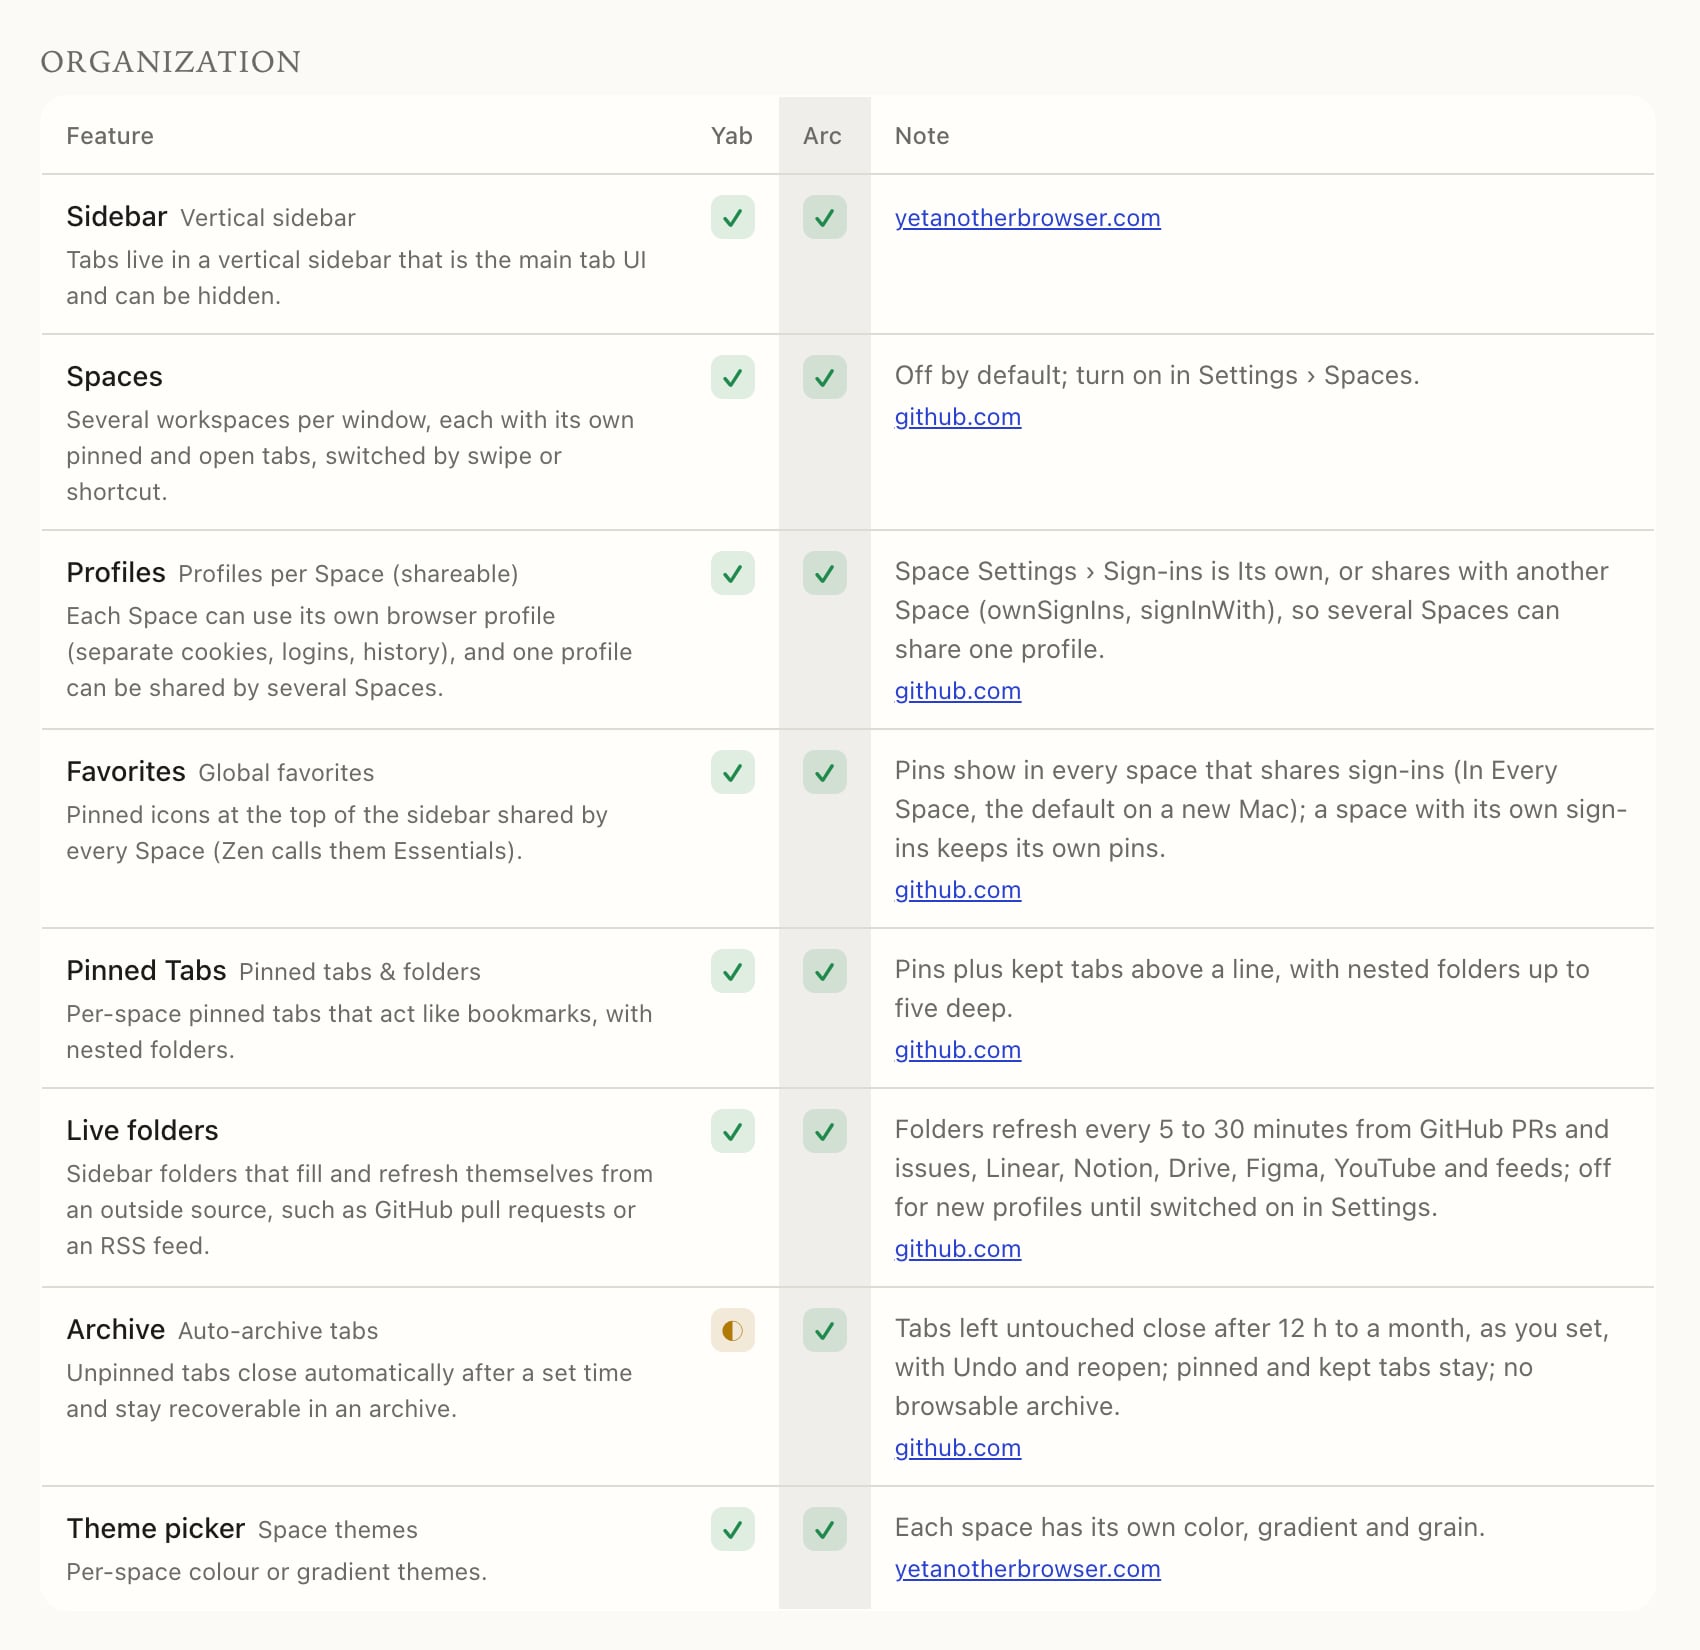 ORGANIZATION
Feature Yab Arc Note
Sidebar Vertical sidebar
Tabs live in a vertical sidebar that is the main tab UI
and can be hidden.
yetanotherbrowser.com
Spaces
Several workspaces per window, each with its own
pinned and open tabs, switched by swipe or
shortcut.
Off by default; turn on in Settings › Spaces.
github.com
Profiles Profiles per Space (shareable)
Each Space can use its own browser profile
(separate cookies, logins, history), and one profile
can be shared by several Spaces.
Space Settings › Sign-ins is Its own, or shares with another
Space (ownSignIns, signInWith), so several Spaces can
share one profile.
github.com
Favorites Global favorites
Pinned icons at the top of the sidebar shared by
every Space (Zen calls them Essentials).
Pins show in every space that shares sign-ins (In Every
Space, the default on a new Mac); a space with its own sign-
ins keeps its own pins.
github.com
Pinned Tabs Pinned tabs & folders
Per-space pinned tabs that act like bookmarks, with
nested folders.
Pins plus kept tabs above a line, with nested folders up to
five deep.
github.com
Live folders
Sidebar folders that fill and refresh themselves from
an outside source, such as GitHub pull requests or
an RSS feed.
Folders refresh every 5 to 30 minutes from GitHub PRs and
issues, Linear, Notion, Drive, Figma, YouTube and feeds; off
for new profiles until switched on in Settings.
github.com
Archive Auto-archive tabs
Unpinned tabs close automatically after a set time
and stay recoverable in an archive.
Tabs left untouched close after 12 h to a month, as you set,
with Undo and reopen; pinned and kept tabs stay; no
browsable archive.
github.com
Theme picker Space themes
Per-space colour or gradient themes.
Each space has its own color, gradient and grain.
yetanotherbrowser.com